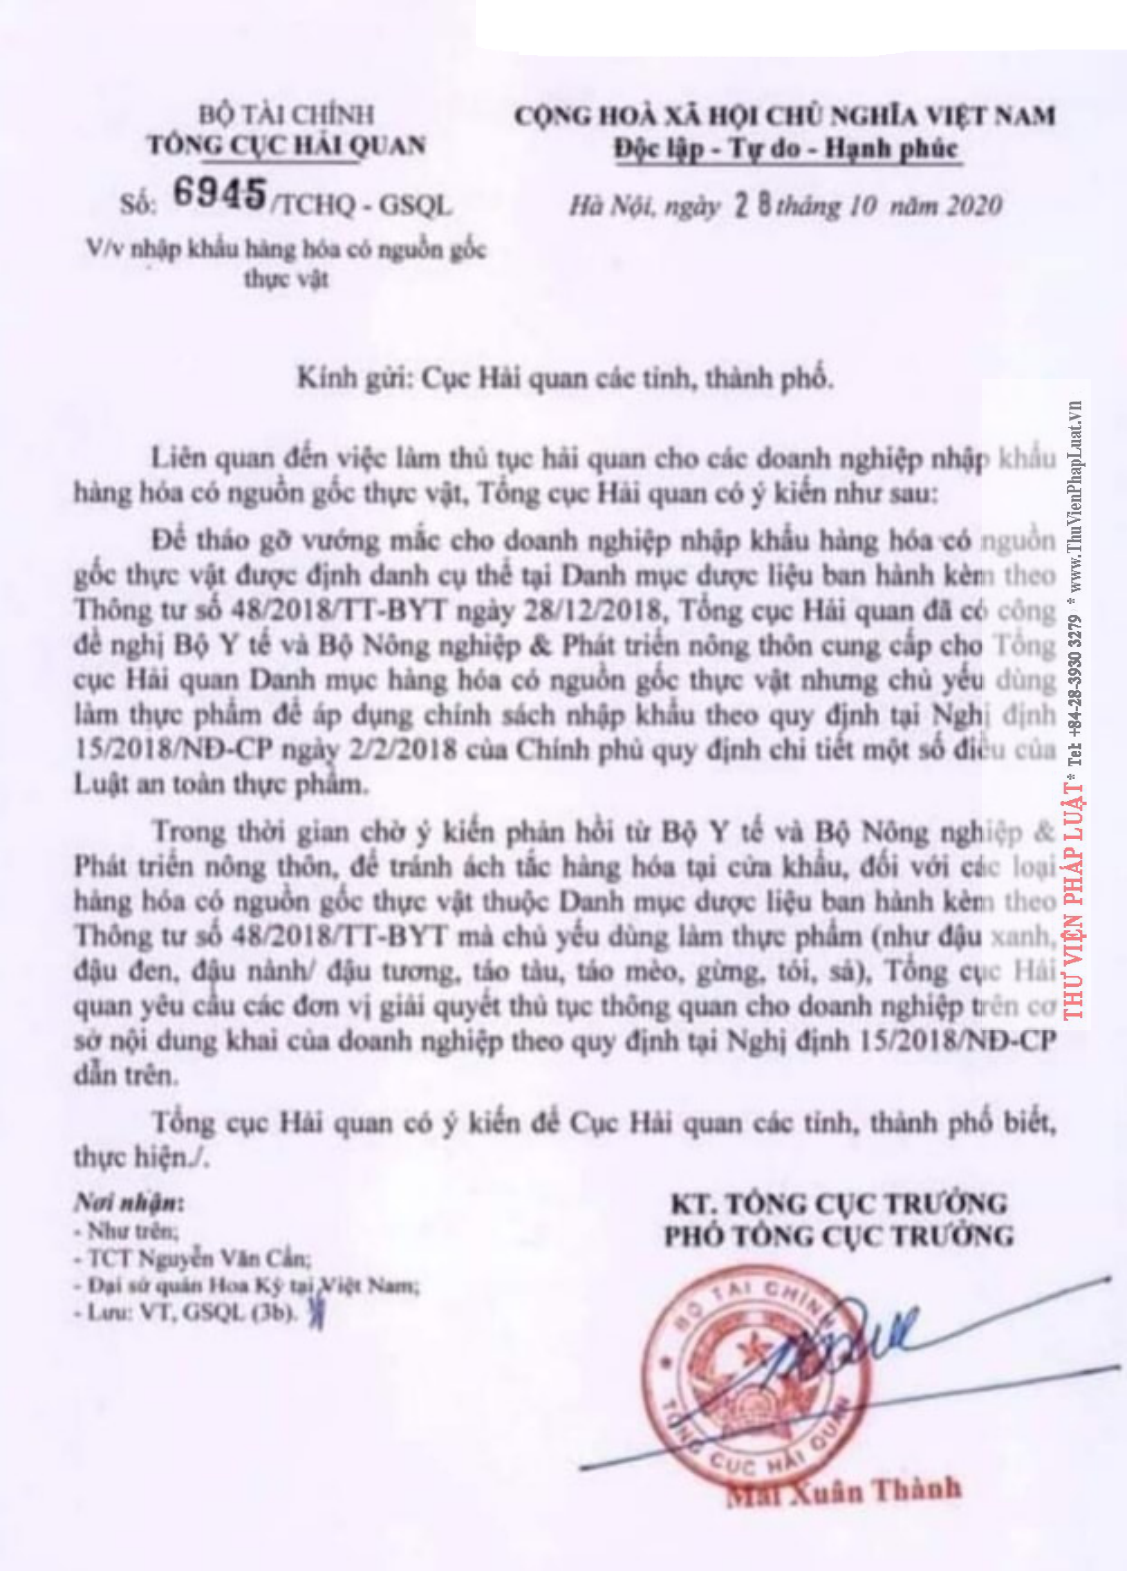 BỘ TÀI CHÍNH
TỔNG CỤC HẢI QUAN
Số: 6945/TCHQ - GSQL
V/v nhập khẩu hàng hóa có nguồn gốc
thực vật
CỘNG HOÀ XÃ HỘI CHỦ NGHĨA VIỆT NAM
Độc lập - Tự do - Hạnh phúc
Hà Nội, ngày 28 tháng 10 năm 2020
Kính gửi: Cục Hải quan các tỉnh, thành phố.
Liên quan đến việc làm thủ tục hải quan cho các doanh nghiệp nhập khẩu
hàng hóa có nguồn gốc thực vật, Tổng cục Hải quan có ý kiến như sau:
Để tháo gỡ vướng mắc cho doanh nghiệp nhập khẩu hàng hóa có nguồn
gốc thực vật được định danh cụ thể tại Danh mục dược liệu ban hành kèm theo
Thông tư số 48/2018/TT-BYT ngày 28/12/2018, Tổng cục Hải quan đã có công
đề nghị Bộ Y tế và Bộ Nông nghiệp & Phát triển nông thôn cung cấp cho Tổng
cục Hải quan Danh mục hàng hóa có nguồn gốc thực vật nhưng chủ yếu dùng
làm thực phẩm để áp dụng chính sách nhập khẩu theo quy định tại Nghị định
15/2018/NĐ-CP ngày 2/2/2018 của Chính phủ quy định chi tiết một số điều của
Luật an toàn thực phẩm.
Trong thời gian chờ ý kiến phản hồi từ Bộ Y tế và Bộ Nông nghiệp &
Phát triển nông thôn, để tránh ách tắc hàng hóa tại cửa khẩu, đối với các loại
hàng hóa có nguồn gốc thực vật thuộc Danh mục dược liệu ban hành kèm theo
Thông tư số 48/2018/TT-BYT mà chủ yếu dùng làm thực phẩm (như đậu xanh,
đậu đen, đậu nành/ đậu tương, táo tàu, táo mèo, gừng, tỏi, sả), Tổng cục Hải
quan yêu cầu các đơn vị giải quyết thủ tục thông quan cho doanh nghiệp trên cơ
sở nội dung khai của doanh nghiệp theo quy định tại Nghị định 15/2018/NĐ-CP
dẫn trên.
Tổng cục Hải quan có ý kiến để Cục Hải quan các tỉnh, thành phố biết,
thực hiện./.
Nơi nhận:
- Như trên;
- TCT Nguyễn Văn Cẩn;
- Đại sứ quán Hoa Kỳ tại Việt Nam;
- Lưu: VT, GSQL (3b).
KT. TỔNG CỤC TRƯỞNG
PHÓ TỔNG CỤC TRƯỞNG
BỘ TÀI CHÍNH
TỔNG CỤC HẢI QUAN
Mai Xuân Thành
THƯ VIỆN PHÁP LUẬT * Tel: +84-28-3930 3279 * www.ThuVienPhapLuat.vn